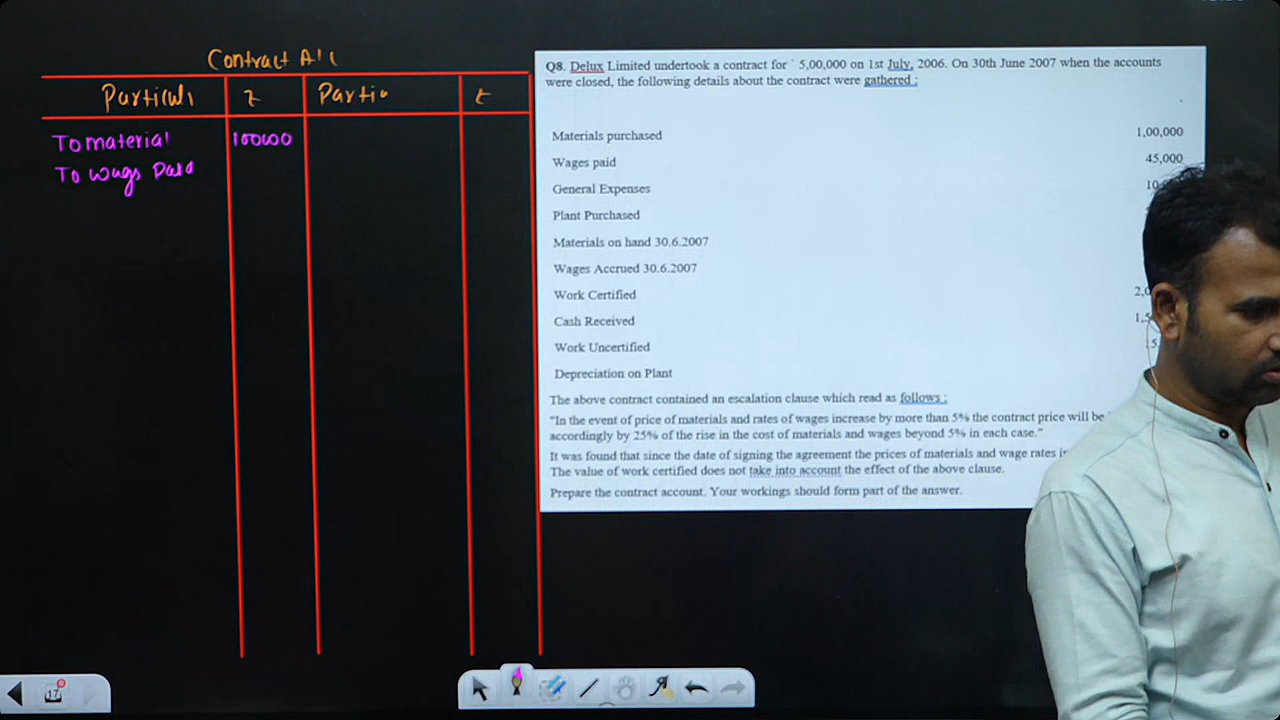 Contract A/c
Particuls ₹ Partic ₹
To material 100000
To wags Paid
Q8. Delux Limited undertook a contract for ` 5,00,000 on 1st July, 2006. On 30th June 2007 when the accounts
were closed, the following details about the contract were gathered :
Materials purchased 1,00,000
Wages paid 45,000
General Expenses 10
Plant Purchased
Materials on hand 30.6.2007
Wages Accrued 30.6.2007
Work Certified 2,0
Cash Received 1,5
Work Uncertified 15
Depreciation on Plant
The above contract contained an escalation clause which read as follows :
"In the event of price of materials and rates of wages increase by more than 5% the contract price will be
accordingly by 25% of the rise in the cost of materials and wages beyond 5% in each case."
It was found that since the date of signing the agreement the prices of materials and wage rates
The value of work certified does not take into account the effect of the above clause.
Prepare the contract account. Your workings should form part of the answer.
17